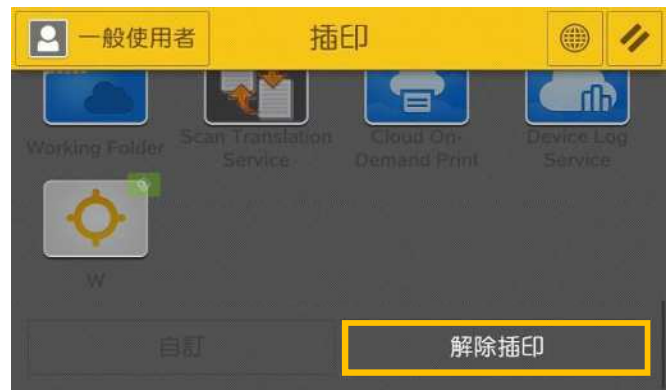 一般使用者
插印
Working Folder
Scan Translation
Service
Cloud On-
Demand Print
Device Log
Service
W
自訂
解除插印